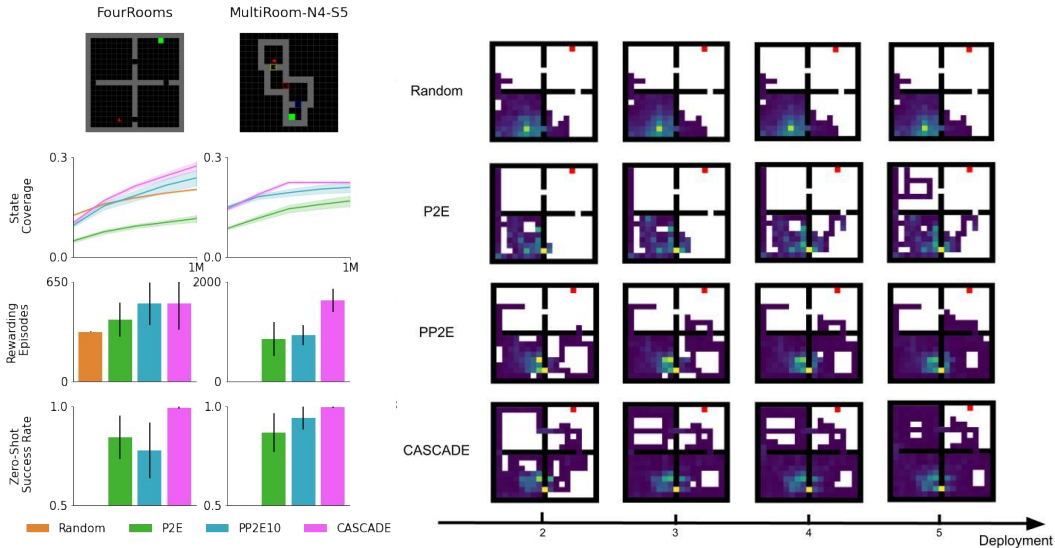 FourRooms
MultiRoom-N4-S5
State
Coverage
0.3
0.0
1M
0.3
0.0
1M
Rewarding
Episodes
650
0
2000
0
Zero-Shot
Success Rate
1.0
0.5
1.0
0.5
Random
P2E
PP2E10
CASCADE
Random
P2E
PP2E
CASCADE
2
3
4
5
Deployment